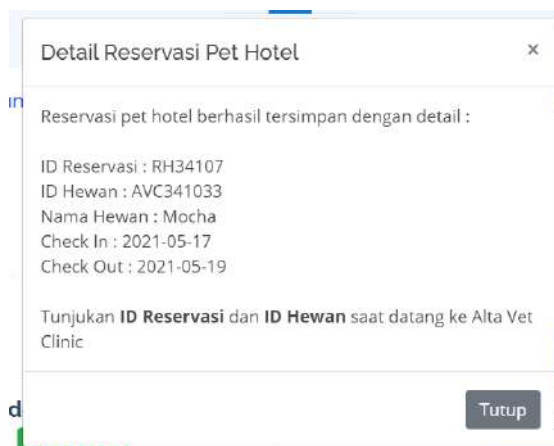 Detail Reservasi Pet Hotel ×
Reservasi pet hotel berhasil tersimpan dengan detail :
ID Reservasi : RH34107
ID Hewan : AVC341033
Nama Hewan : Mocha
Check In : 2021-05-17
Check Out : 2021-05-19
Tunjukan ID Reservasi dan ID Hewan saat datang ke Alta Vet
Clinic
Tutup